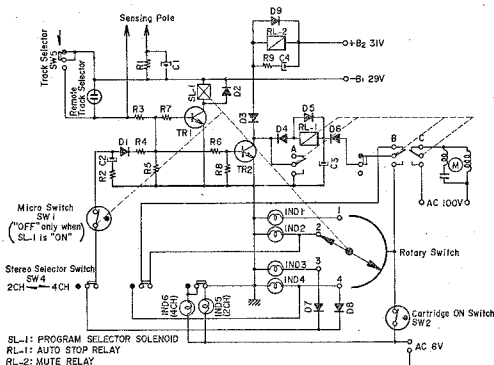 Sensing Pole
D9
RL-2
+B2 31V
R9 C4
Track Selector
SW5
Remote
Track Selector
R1
C1
SL-1
D2
-B1 29V
R3 R7
TR1
D3
D5
D4 RL-1 D6
A
B C
C3
M
D1 R4
R6
C2
R2
R5
R8
TR2
AC 100V
Micro Switch
SW1
("OFF" only when
SL-1 is "ON")
IND1 1
IND2 2
Rotary Switch
Stereo Selector Switch
SW4
2CH 4CH
IND3 3
IND4 4
IND6
(4CH)
IND5
(2CH)
D7
D8
Cartridge ON Switch
SW2
AC 6V
SL-1: PROGRAM SELECTOR SOLENOID
RL-1: AUTO STOP RELAY
RL-2: MUTE RELAY